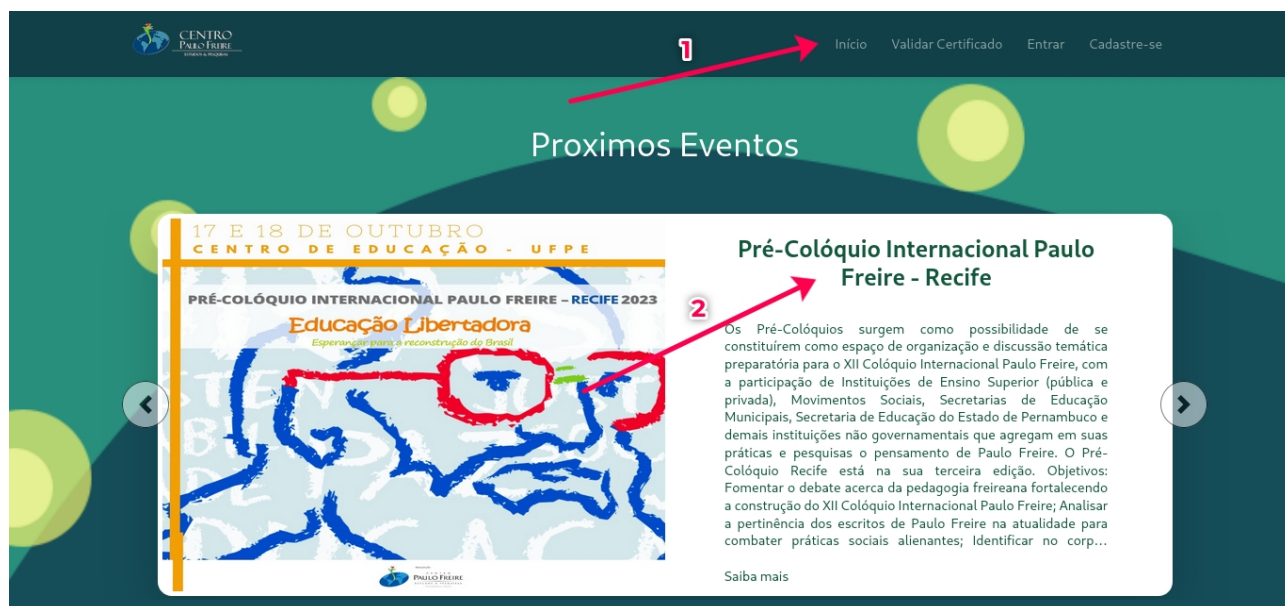 CENTRO
PAULO FREIRE
ESTUDOS & PESQUISAS
1
Início Validar Certificado Entrar Cadastre-se
Proximos Eventos
17 E 18 DE OUTUBRO
CENTRO DE EDUCAÇÃO - UFPE
PRÉ-COLÓQUIO INTERNACIONAL PAULO FREIRE – RECIFE 2023
Educação Libertadora
Esperançar para a reconstrução do Brasil
CENTRO
PAULO FREIRE
2
Pré-Colóquio Internacional Paulo
Freire - Recife
Os Pré-Colóquios surgem como possibilidade de se
constituírem como espaço de organização e discussão temática
preparatória para o XII Colóquio Internacional Paulo Freire, com
a participação de Instituições de Ensino Superior (pública e
privada), Movimentos Sociais, Secretarias de Educação
Municipais, Secretaria de Educação do Estado de Pernambuco e
demais instituições não governamentais que agregam em suas
práticas e pesquisas o pensamento de Paulo Freire. O Pré-
Colóquio Recife está na sua terceira edição. Objetivos:
Fomentar o debate acerca da pedagogia freireana fortalecendo
a construção do XII Colóquio Internacional Paulo Freire; Analisar
a pertinência dos escritos de Paulo Freire na atualidade para
combater práticas sociais alienantes; Identificar no corp...
Saiba mais